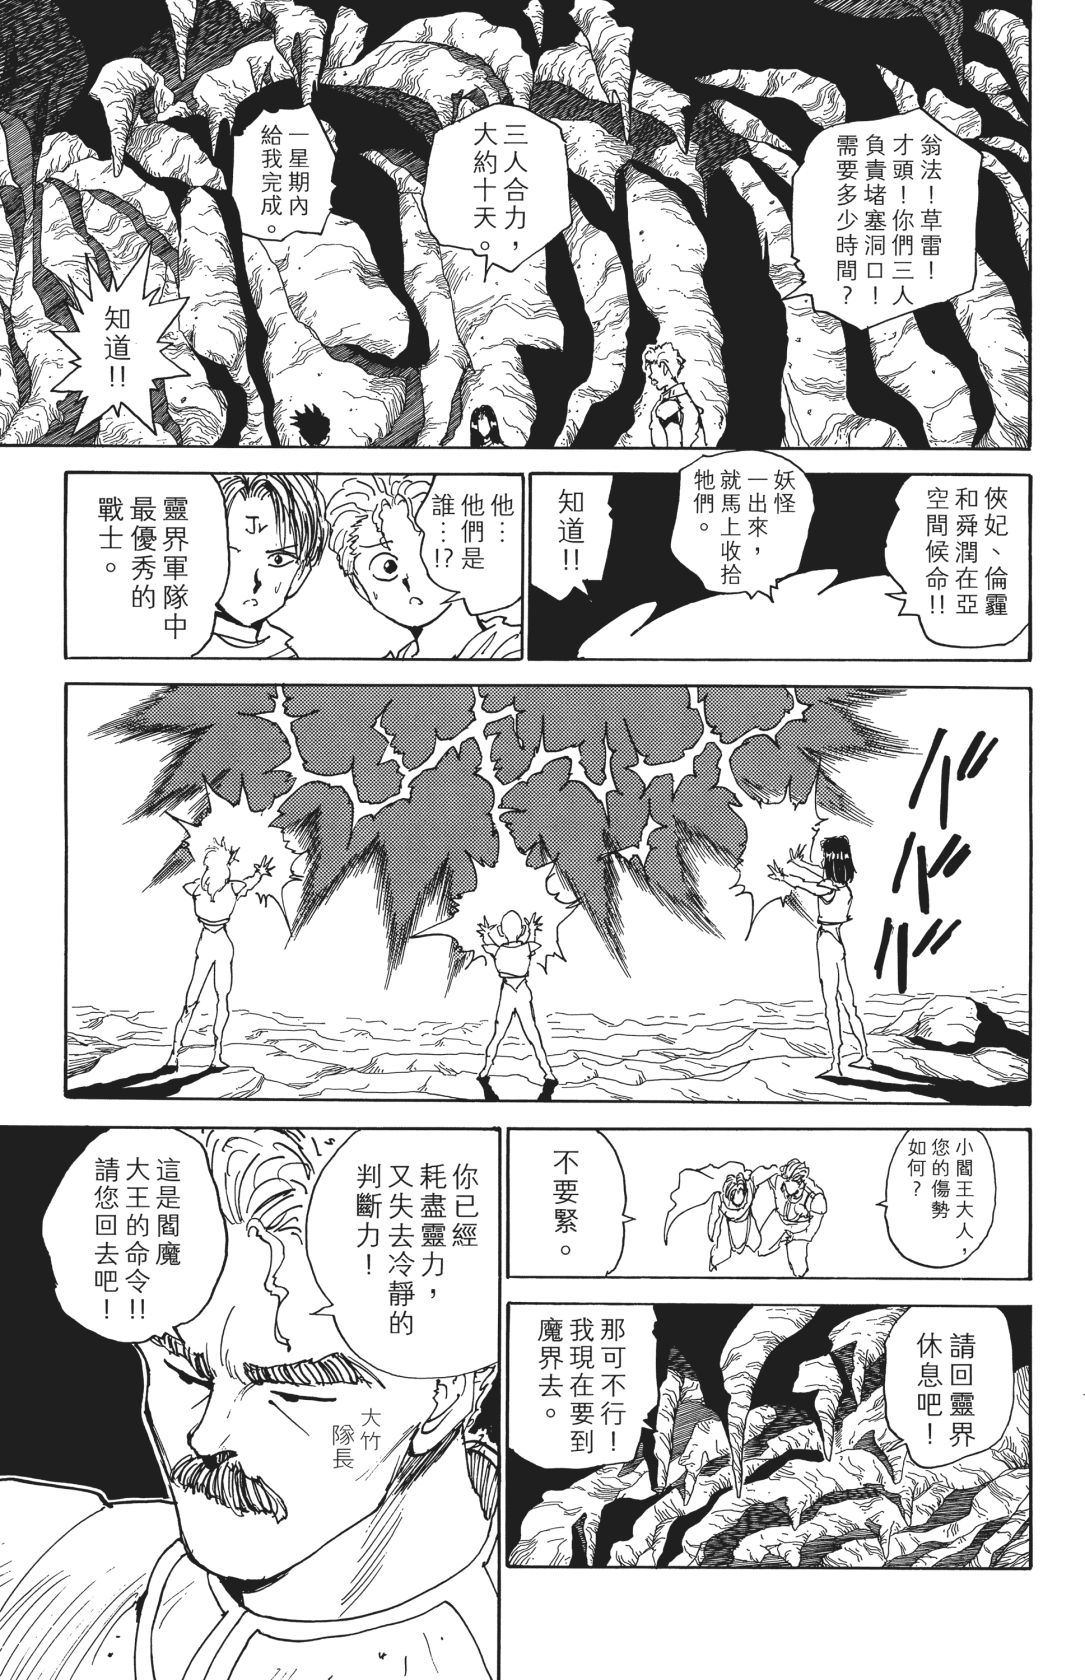 翁法！草雷！
才頭！你們三人
負責堵塞洞口！
需要多少時間？
三人合力，
大約十天。
一星期內
給我完成。
知道!!
俠妃、倫霾
和舜潤在亞
空間候命!!
妖怪
一出來，
就馬上收拾
牠們。
知道!!
他…
他們是
誰…!?
Jr
靈界軍隊中
最優秀的
戰士。
バ〃
バ〃
バ〃
小閻王大人，
您的傷勢
如何？
不要緊。
請回靈界
休息吧！
那可不行！
我現在要到
魔界去。
你已經
耗盡靈力，
又失去冷靜的
判斷力！
這是閻魔
大王的命令!!
請您回去吧！
大竹
隊長